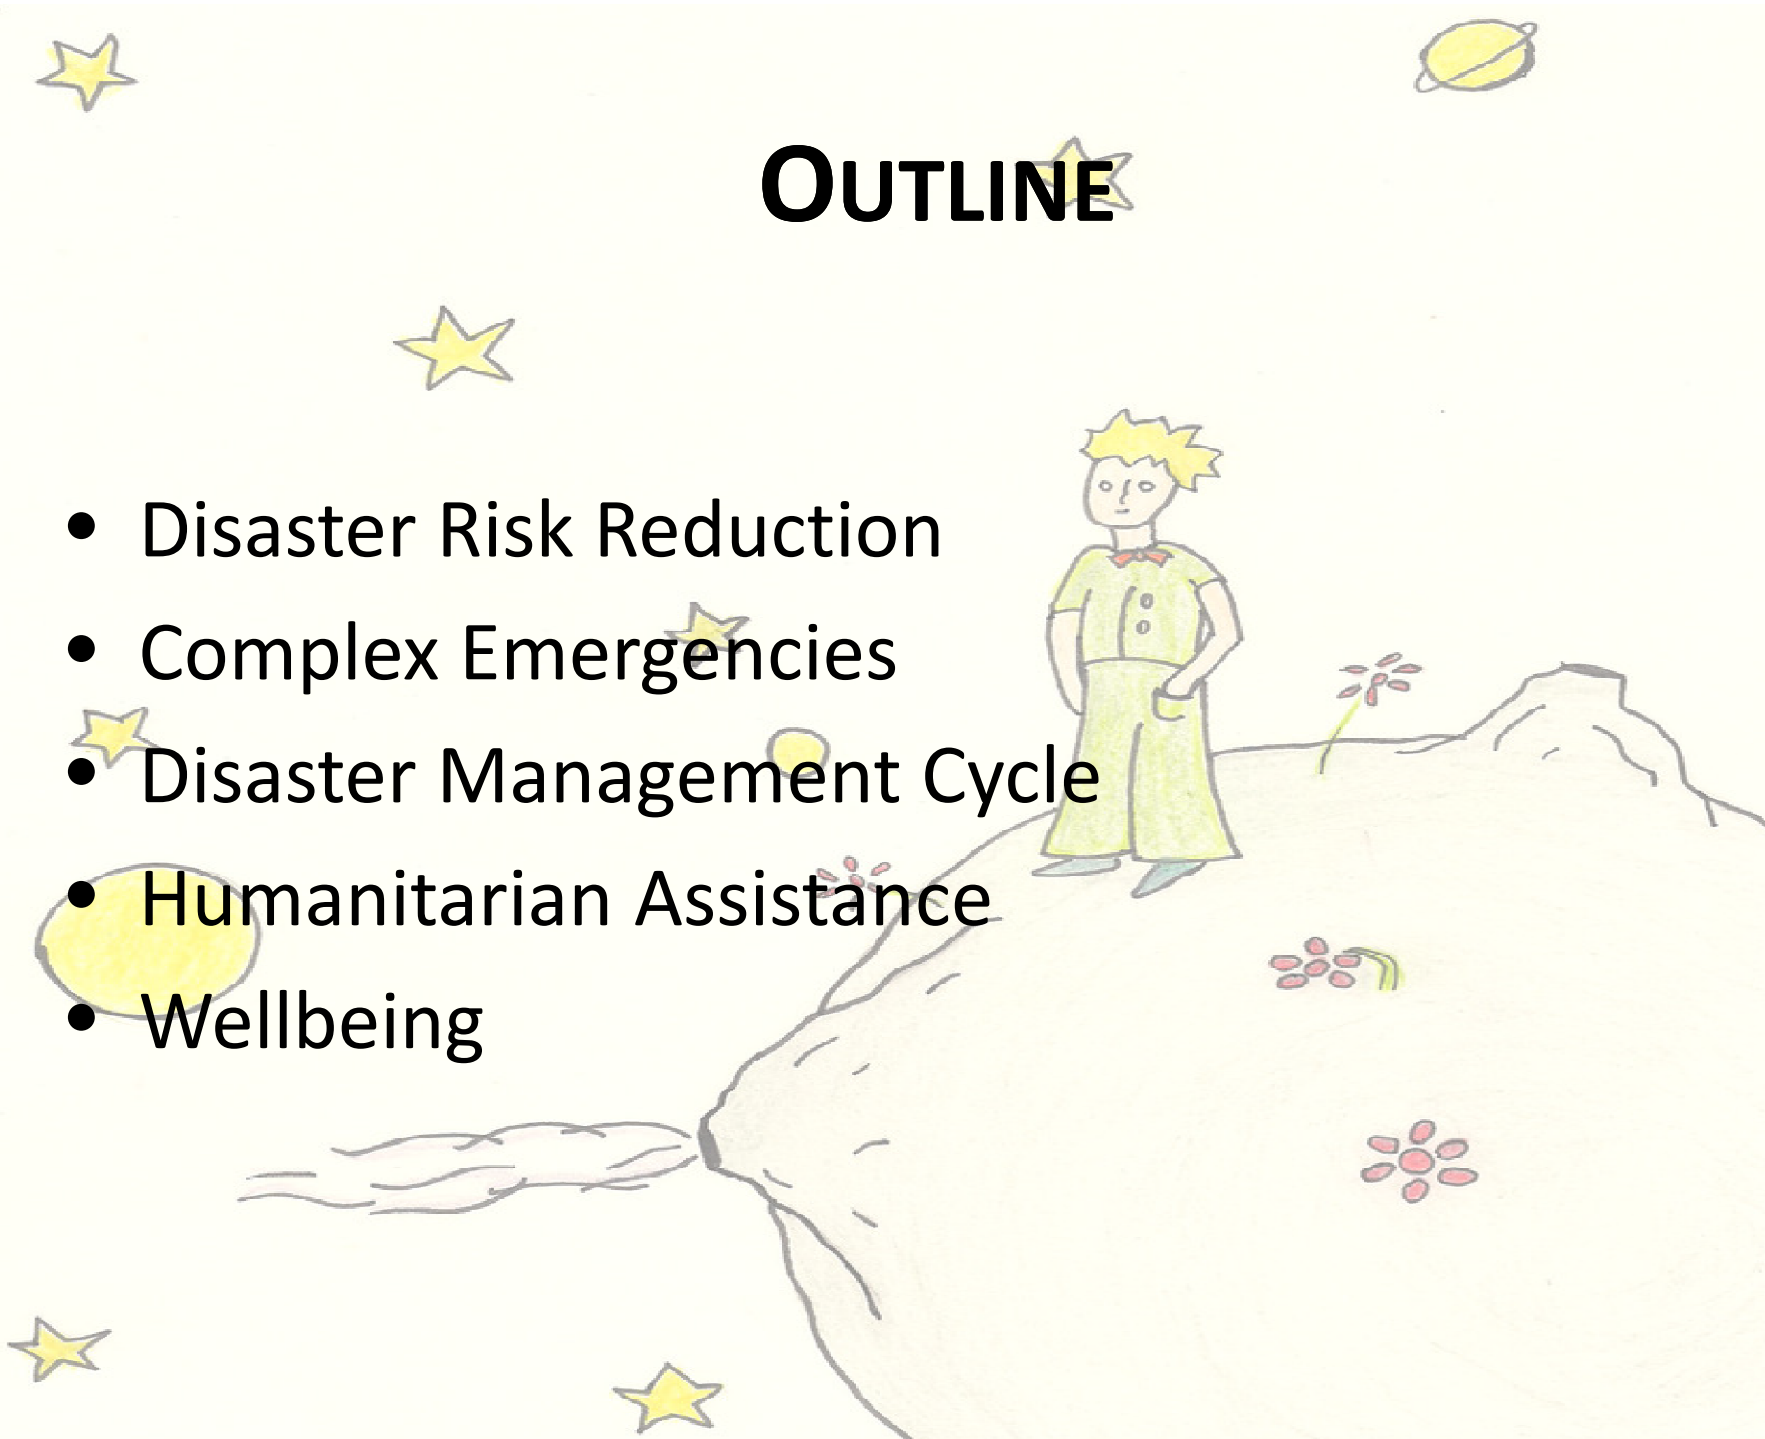 OUTLINE
• Disaster Risk Reduction
• Complex Emergencies
• Disaster Management Cycle
• Humanitarian Assistance
• Wellbeing